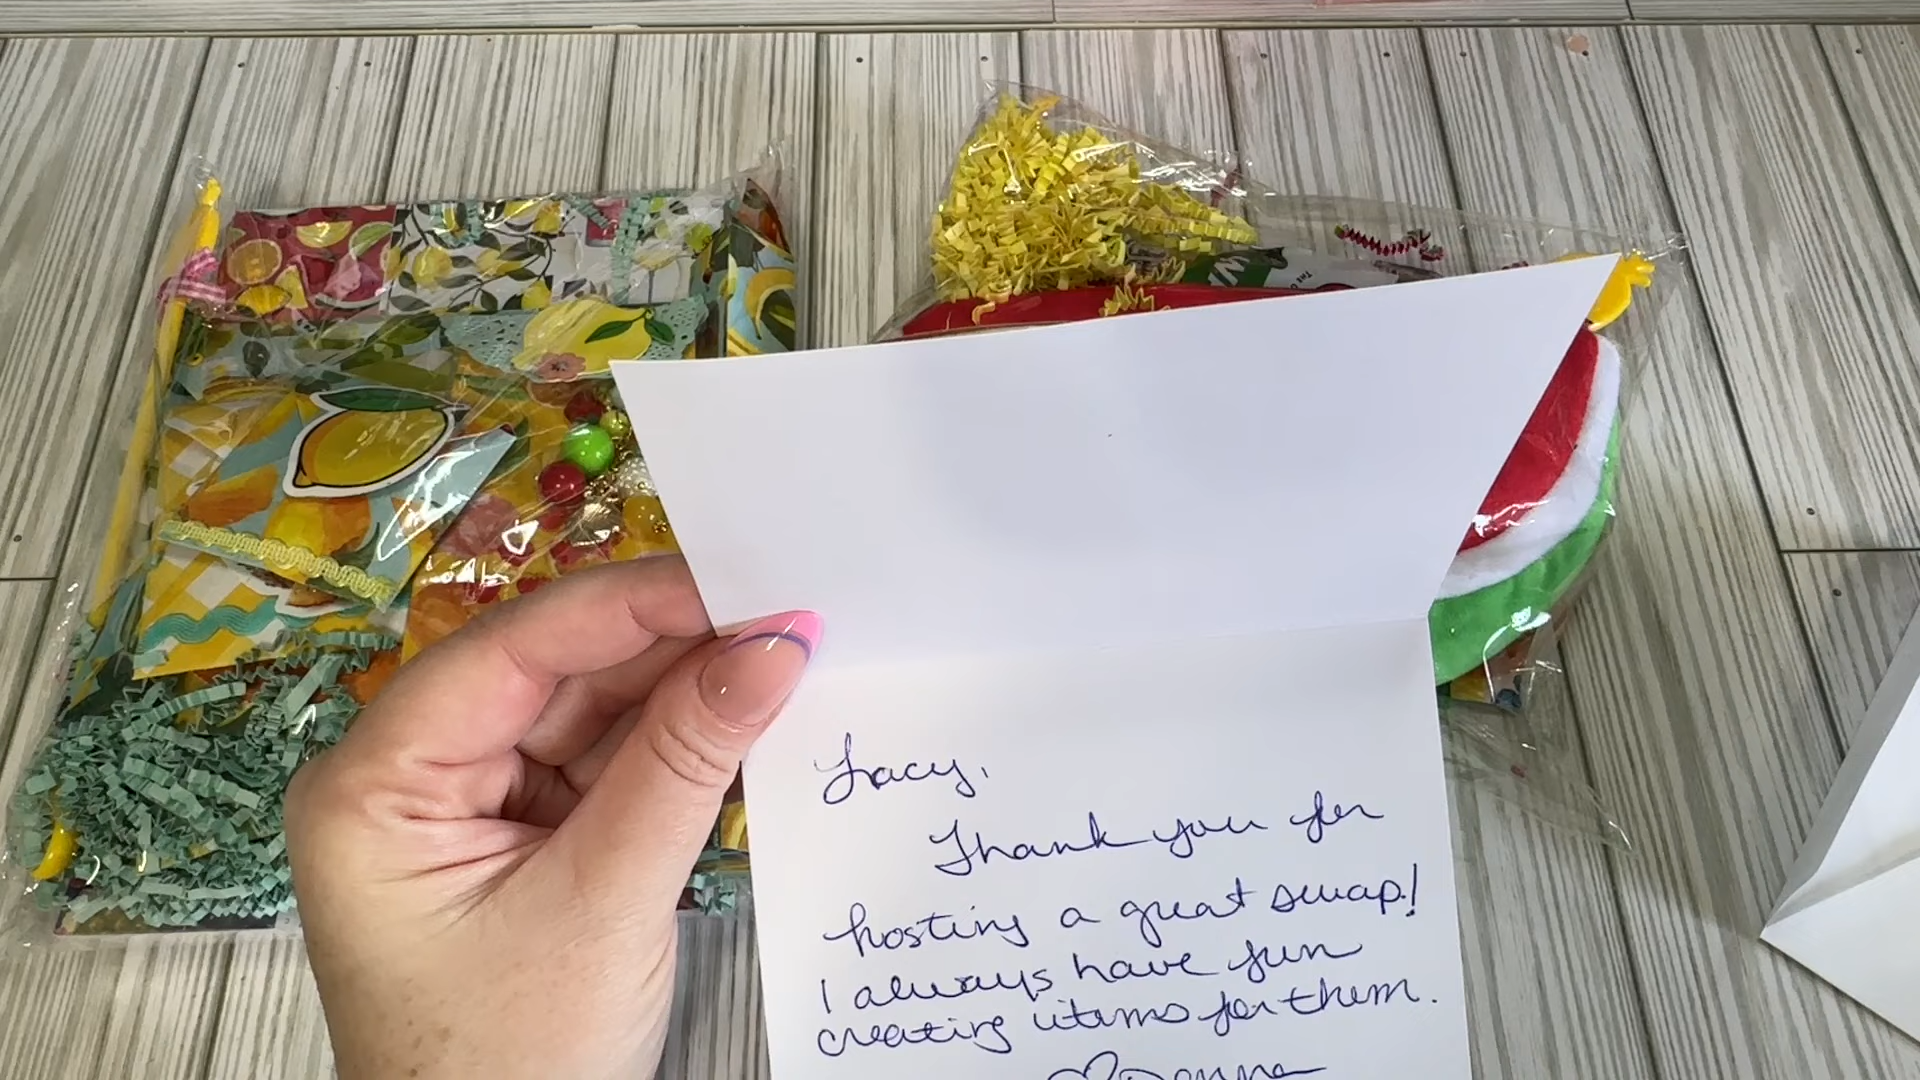 Lacy,
Thank you for
hosting a great swap!
I always have fun
creating items for them.